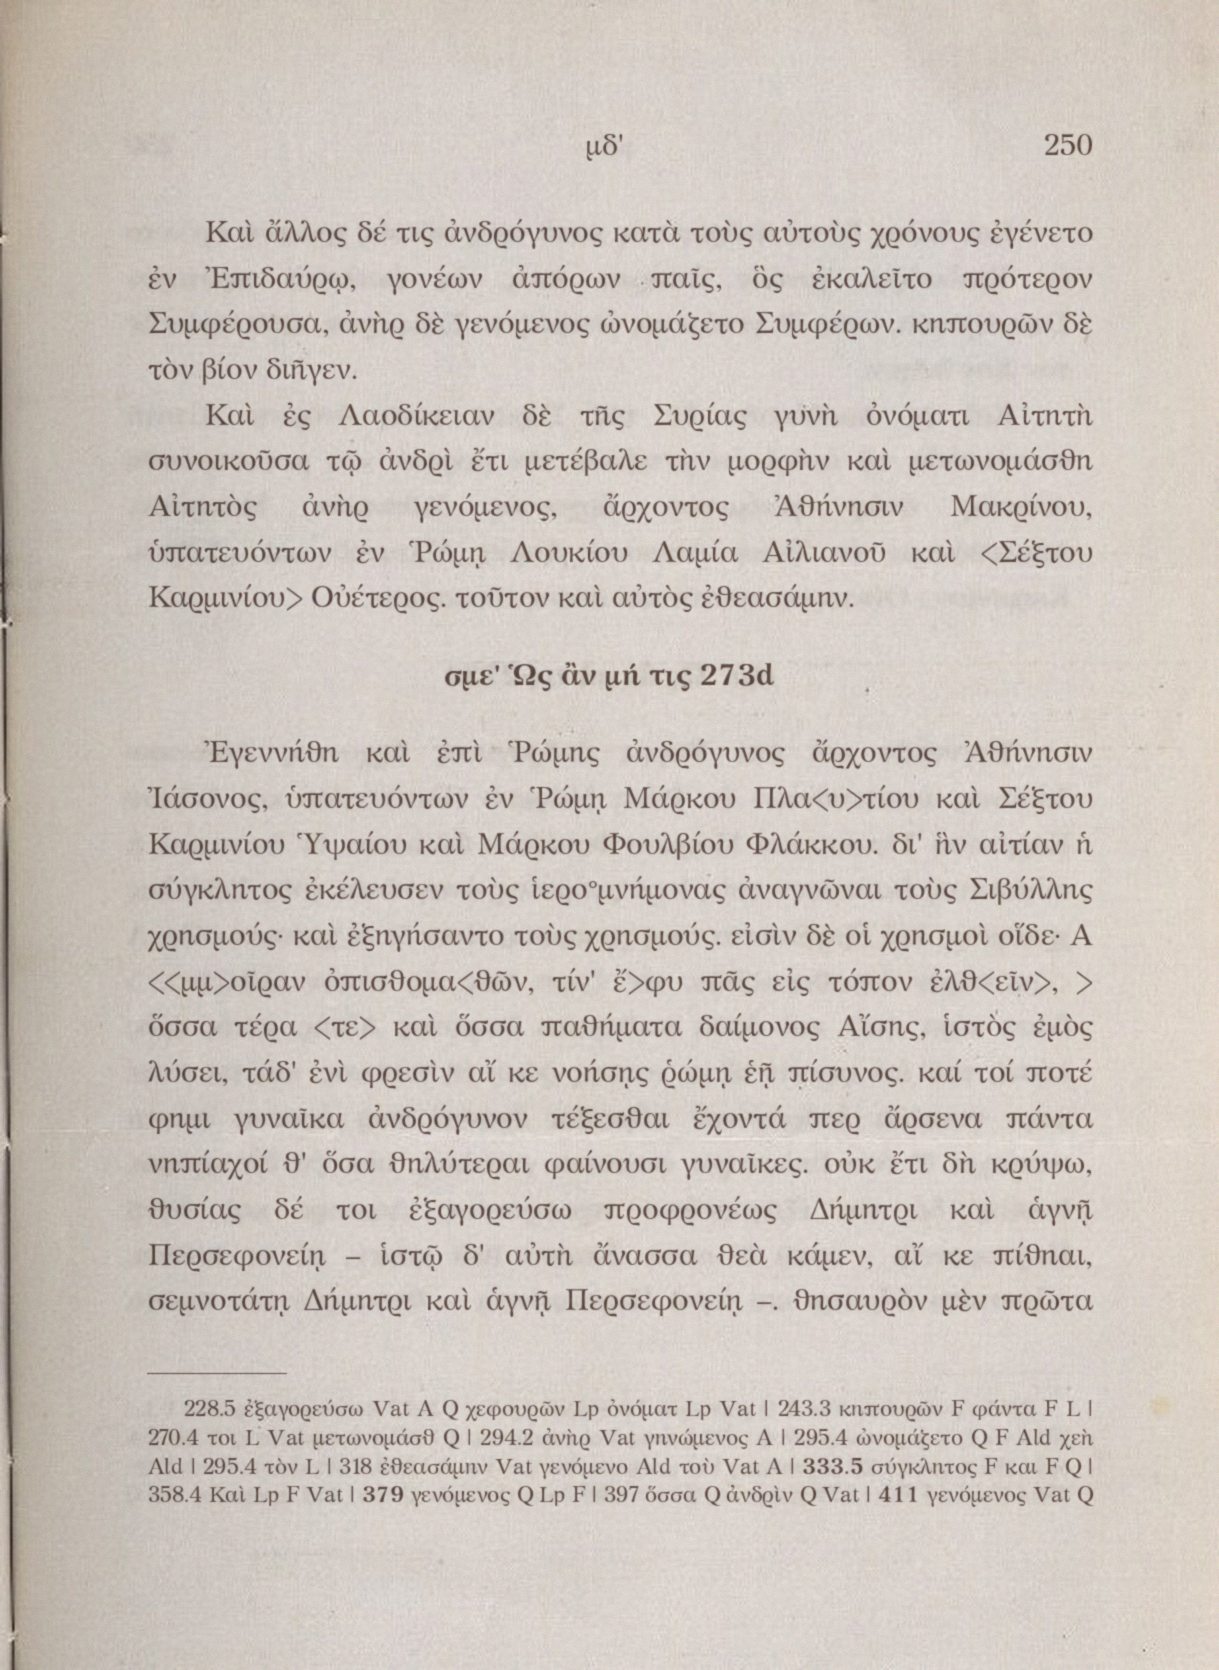 μδ' 250
Καὶ ἄλλος δέ τις ἀνδρόγυνος κατὰ τοὺς αὐτοὺς χρόνους ἐγένετο
ἐν Ἐπιδαύρῳ, γονέων ἀπόρων παῖς, ὃς ἐκαλεῖτο πρότερον
Συμφέρουσα, ἀνὴρ δὲ γενόμενος ὠνομάζετο Συμφέρων. κηπουρῶν δὲ
τὸν βίον διῆγεν.
Καὶ ἐς Λαοδίκειαν δὲ τῆς Συρίας γυνὴ ὀνόματι Αἰτητὴ
συνοικοῦσα τῷ ἀνδρὶ ἔτι μετέβαλε τὴν μορφὴν καὶ μετωνομάσθη
Αἰτητὸς ἀνὴρ γενόμενος, ἄρχοντος Ἀθήνησιν Μακρίνου,
ὑπατευόντων ἐν Ῥώμῃ Λουκίου Λαμία Αἰλιανοῦ καὶ <Σέξτου
Καρμινίου> Οὐέτερος. τοῦτον καὶ αὐτὸς ἐθεασάμην.
σμε' Ὡς ἂν μή τις 273d
Ἐγεννήθη καὶ ἐπὶ Ῥώμης ἀνδρόγυνος ἄρχοντος Ἀθήνησιν
Ἰάσονος, ὑπατευόντων ἐν Ῥώμῃ Μάρκου Πλα<υ>τίου καὶ Σέξτου
Καρμινίου Ὑψαίου καὶ Μάρκου Φουλβίου Φλάκκου. δι' ἣν αἰτίαν ἡ
σύγκλητος ἐκέλευσεν τοὺς ἱερο°μνήμονας ἀναγνῶναι τοὺς Σιβύλλης
χρησμούς· καὶ ἐξηγήσαντο τοὺς χρησμούς. εἰσὶν δὲ οἱ χρησμοὶ οἵδε· Α
<<μμ>οῖραν ὀπισθομα<θῶν, τίν' ἔ>φυ πᾶς εἰς τόπον ἐλθ<εῖν>, >
ὅσσα τέρα <τε> καὶ ὅσσα παθήματα δαίμονος Αἴσης, ἱστὸς ἐμὸς
λύσει, τάδ' ἐνὶ φρεσὶν αἴ κε νοήσῃς ῥώμῃ ἑῇ πίσυνος. καί τοί ποτέ
φημι γυναῖκα ἀνδρόγυνον τέξεσθαι ἔχοντά περ ἄρσενα πάντα
νηπίαχοί θ' ὅσα θηλύτεραι φαίνουσι γυναῖκες. οὐκ ἔτι δὴ κρύψω,
θυσίας δέ τοι ἐξαγορεύσω προφρονέως Δήμητρι καὶ ἁγνῇ
Περσεφονείῃ – ἱστῷ δ' αὐτὴ ἄνασσα θεὰ κάμεν, αἴ κε πίθηαι,
σεμνοτάτῃ Δήμητρι καὶ ἁγνῇ Περσεφονείῃ –. θησαυρὸν μὲν πρῶτα
228.5 ἐξαγορεύσω Vat A Q χεφουρῶν Lp ὀνόματ Lp Vat | 243.3 κηπουρῶν F φάντα F L |
270.4 τοι L Vat μετωνομάσθ Q | 294.2 ἀνὴρ Vat γηνώμενος A | 295.4 ὠνομάζετο Q F Ald χεὴ
Ald | 295.4 τὸν L | 318 ἐθεασάμην Vat γενόμενο Ald τοὺ Vat A | 333.5 σύγκλητος F και F Q |
358.4 Καὶ Lp F Vat | 379 γενόμενος Q Lp F | 397 ὅσσα Q ἀνδρὶν Q Vat | 411 γενόμενος Vat Q